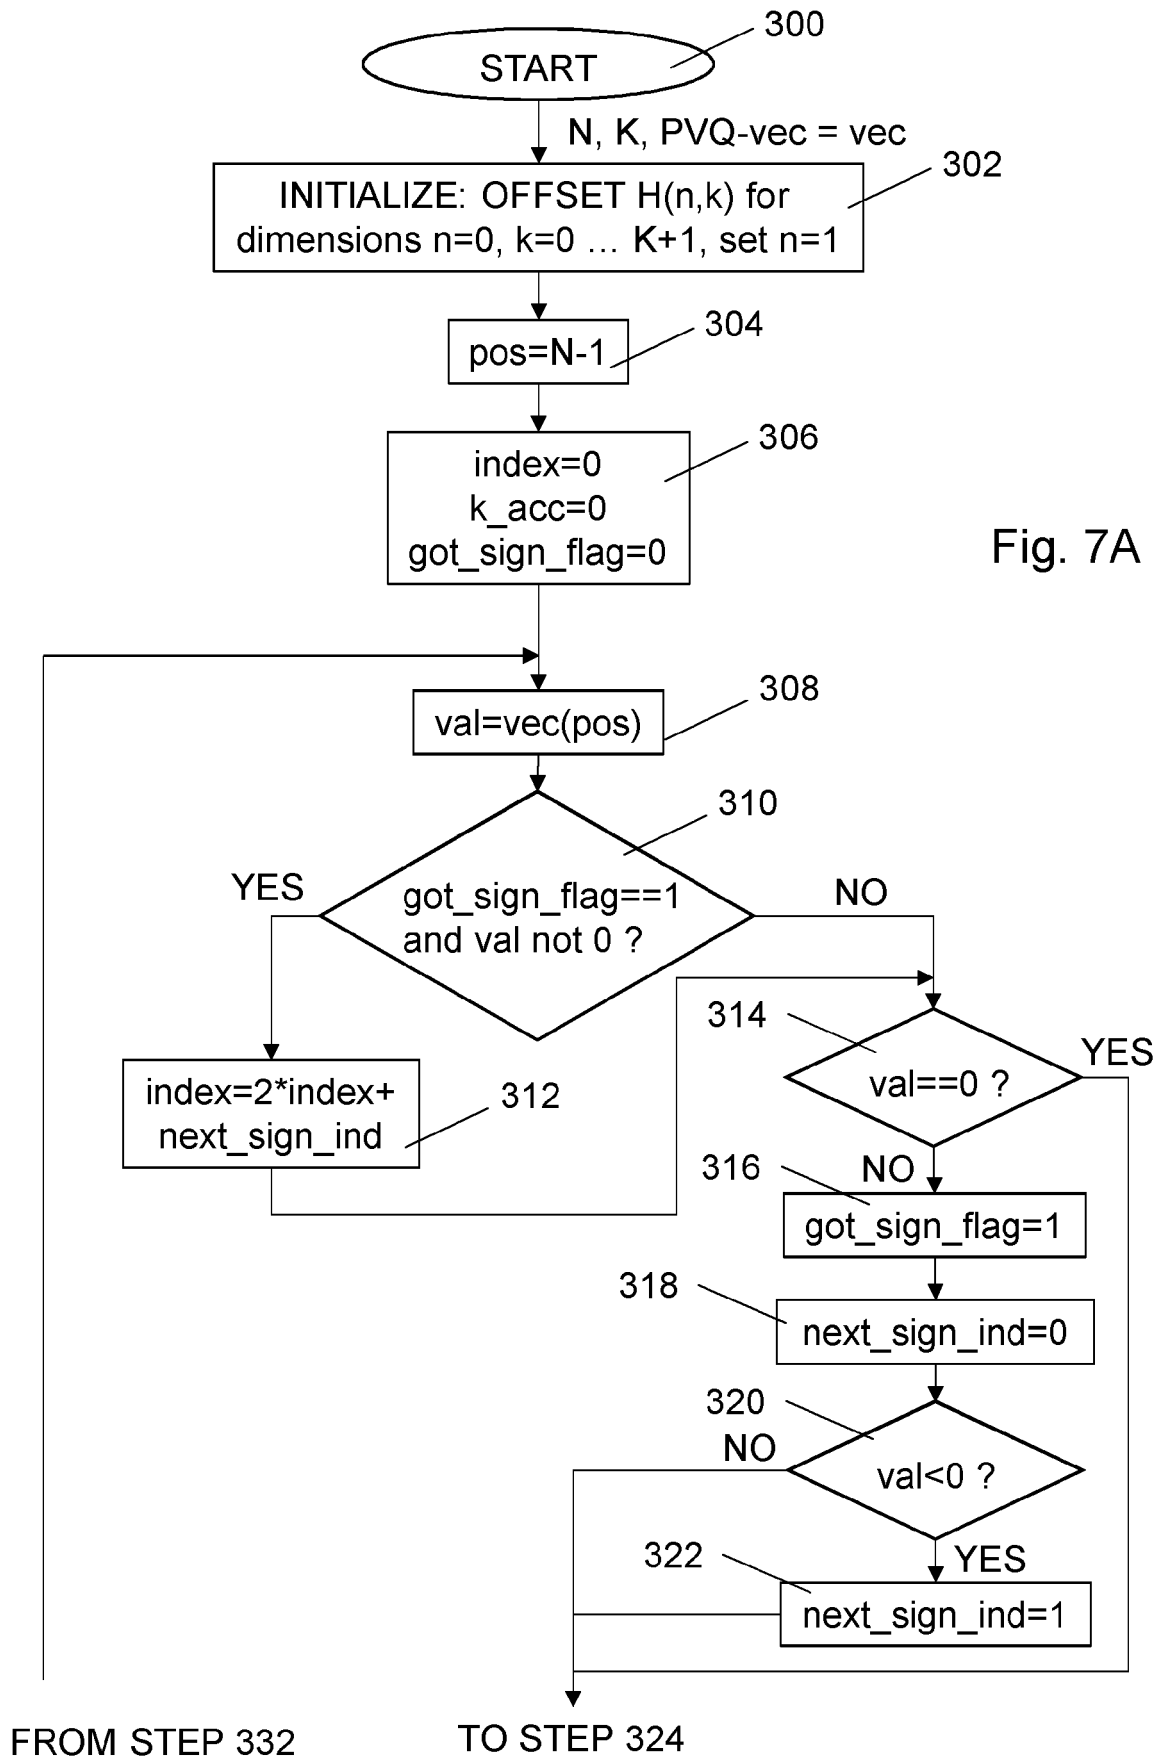 300
START
N, K, PVQ-vec = vec
302
INITIALIZE: OFFSET H(n,k) for
dimensions n=0, k=0 ... K+1, set n=1
304
pos=N-1
306
index=0
k_acc=0
got_sign_flag=0
Fig. 7A
308
val=vec(pos)
310
YES
got_sign_flag==1
and val not 0 ?
NO
314
YES
val==0 ?
index=2*index+
next_sign_ind
312
316
NO
got_sign_flag=1
318
next_sign_ind=0
320
NO
val<0 ?
322
YES
next_sign_ind=1
FROM STEP 332
TO STEP 324